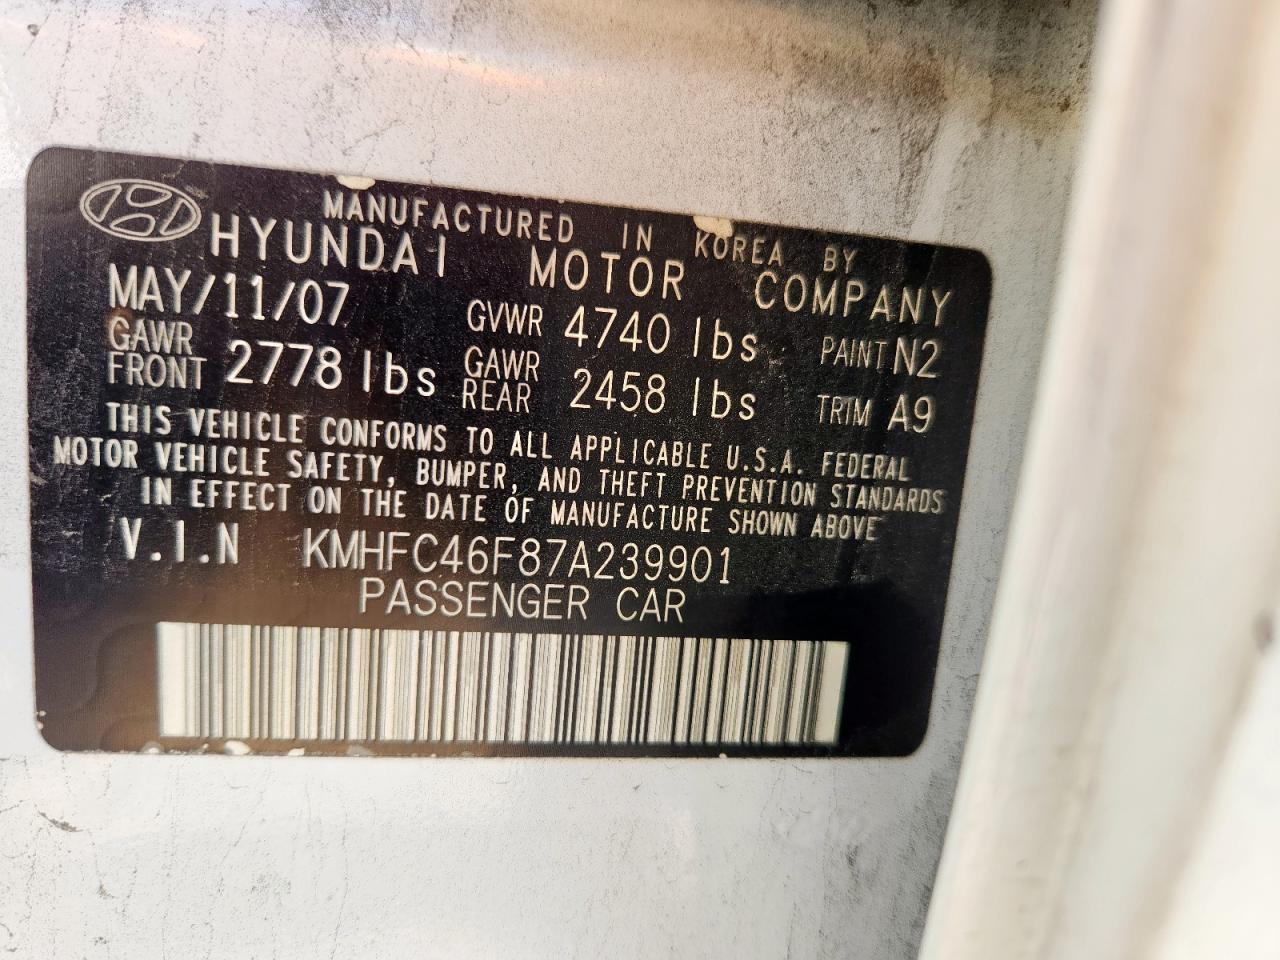 MANUFACTURED IN KOREA BY
HYUNDAI MOTOR COMPANY
MAY/11/07 GVWR 4740 lbs PAINT N2
GAWR FRONT 2778 lbs GAWR REAR 2458 lbs TRIM A9
THIS VEHICLE CONFORMS TO ALL APPLICABLE U.S.A. FEDERAL
MOTOR VEHICLE SAFETY, BUMPER, AND THEFT PREVENTION STANDARDS
IN EFFECT ON THE DATE OF MANUFACTURE SHOWN ABOVE
V.I.N KMHFC46F87A239901
PASSENGER CAR